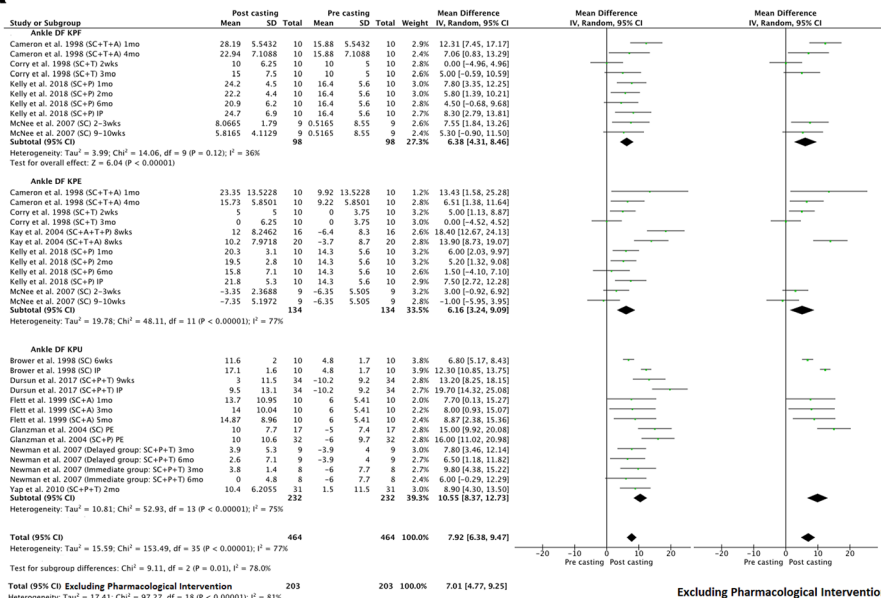 Post casting Pre casting Mean Difference Mean Difference Mean Difference
Study or Subgroup Mean SD Total Mean SD Total Weight IV, Random, 95% CI IV, Random, 95% CI IV, Random, 95% CI
Ankle DF KPF
Cameron et al. 1998 (SC+T+A) 1mo 28.19 5.5432 10 15.88 5.5432 10 2.9% 12.31 [7.45, 17.17]
Cameron et al. 1998 (SC+T+A) 4mo 22.94 7.1088 10 15.88 7.1088 10 2.4% 7.06 [0.83, 13.29]
Corry et al. 1998 (SC+T) 2wks 10 6.25 10 10 5 10 2.8% 0.00 [-4.96, 4.96]
Corry et al. 1998 (SC+T) 3mo 15 7.5 10 10 5 10 2.6% 5.00 [-0.59, 10.59]
Kelly et al. 2018 (SC+P) 1mo 24.2 4.5 10 16.4 5.6 10 3.0% 7.80 [3.35, 12.25]
Kelly et al. 2018 (SC+P) 2mo 22.2 4.4 10 16.4 5.6 10 3.0% 5.80 [1.39, 10.21]
Kelly et al. 2018 (SC+P) 6mo 20.9 6.2 10 16.4 5.6 10 2.7% 4.50 [-0.68, 9.68]
Kelly et al. 2018 (SC+P) IP 24.7 6.9 10 16.4 5.6 10 2.6% 8.30 [2.79, 13.81]
McNee et al. 2007 (SC) 2-3wks 8.0665 1.79 9 0.5165 8.55 9 2.5% 7.55 [1.84, 13.26]
McNee et al. 2007 (SC) 9-10wks 5.8165 4.1129 9 0.5165 8.55 9 2.4% 5.30 [-0.90, 11.50]
Subtotal (95% CI) 98 98 27.3% 6.38 [4.31, 8.46]
Heterogeneity: Tau² = 3.99; Chi² = 14.06, df = 9 (P = 0.12); I² = 36%
Test for overall effect: Z = 6.04 (P < 0.00001)
Ankle DF KPE
Cameron et al. 1998 (SC+T+A) 1mo 23.35 13.5228 10 9.92 13.5228 10 1.2% 13.43 [1.58, 25.28]
Cameron et al. 1998 (SC+T+A) 4mo 15.73 5.8501 10 9.22 5.8501 10 2.8% 6.51 [1.38, 11.64]
Corry et al. 1998 (SC+T) 2wks 5 5 10 0 3.75 10 3.2% 5.00 [1.13, 8.87]
Corry et al. 1998 (SC+T) 3mo 0 6.25 10 0 3.75 10 2.9% 0.00 [-4.52, 4.52]
Kay et al. 2004 (SC+A+T+P) 8wks 12 8.2462 16 -6.4 8.3 16 2.6% 18.40 [12.67, 24.13]
Kay et al. 2004 (SC+T+A) 8wks 10.2 7.9718 20 -3.7 8.7 20 2.7% 13.90 [8.73, 19.07]
Kelly et al. 2018 (SC+P) 1mo 20.3 3.1 10 14.3 5.6 10 3.2% 6.00 [2.03, 9.97]
Kelly et al. 2018 (SC+P) 2mo 19.5 2.8 10 14.3 5.6 10 3.2% 5.20 [1.32, 9.08]
Kelly et al. 2018 (SC+P) 6mo 15.8 7.1 10 14.3 5.6 10 2.6% 1.50 [-4.10, 7.10]
Kelly et al. 2018 (SC+P) IP 21.8 5.3 10 14.3 5.6 10 2.8% 7.50 [2.72, 12.28]
McNee et al. 2007 (SC) 2-3wks -3.35 2.3688 9 -6.35 5.505 9 3.2% 3.00 [-0.92, 6.92]
McNee et al. 2007 (SC) 9-10wks -7.35 5.1972 9 -6.35 5.505 9 2.8% -1.00 [-5.95, 3.95]
Subtotal (95% CI) 134 134 33.5% 6.16 [3.24, 9.09]
Heterogeneity: Tau² = 19.78; Chi² = 48.11, df = 11 (P < 0.00001); I² = 77%
Ankle DF KPU
Brower et al. 1998 (SC) 6wks 11.6 2 10 4.8 1.7 10 3.8% 6.80 [5.17, 8.43]
Brower et al. 1998 (SC) IP 17.1 1.6 10 4.8 1.7 10 3.9% 12.30 [10.85, 13.75]
Dursun et al. 2017 (SC+P+T) 9wks 3 11.5 34 -10.2 9.2 34 2.7% 13.20 [8.25, 18.15]
Dursun et al. 2017 (SC+P+T) IP 9.5 13.1 34 -10.2 9.2 34 2.7% 19.70 [14.32, 25.08]
Flett et al. 1999 (SC+A) 1mo 13.7 10.95 10 6 5.41 10 2.0% 7.70 [0.13, 15.27]
Flett et al. 1999 (SC+A) 3mo 14 10.04 10 6 5.41 10 2.1% 8.00 [0.93, 15.07]
Flett et al. 1999 (SC+A) 5mo 14.87 8.96 10 6 5.41 10 2.3% 8.87 [2.38, 15.36]
Glanzman et al. 2004 (SC) PE 10 7.7 17 -5 7.4 17 2.7% 15.00 [9.92, 20.08]
Glanzman et al. 2004 (SC+P) PE 10 10.6 32 -6 9.7 32 2.8% 16.00 [11.02, 20.98]
Newman et al. 2007 (Delayed group: SC+P+T) 3mo 3.9 5.3 9 -3.9 4 9 3.0% 7.80 [3.46, 12.14]
Newman et al. 2007 (Delayed group: SC+P+T) 6mo 2.6 7.1 9 -3.9 4 9 2.7% 6.50 [1.18, 11.82]
Newman et al. 2007 (Immediate group: SC+P+T) 3mo 3.8 1.4 8 -6 7.7 8 2.6% 9.80 [4.38, 15.22]
Newman et al. 2007 (Immediate group: SC+P+T) 6mo 0 4.8 8 -6 7.7 8 2.4% 6.00 [-0.29, 12.29]
Yap et al. 2010 (SC+P+T) 2mo 10.4 6.2055 31 1.5 11.5 31 2.9% 8.90 [4.30, 13.50]
Subtotal (95% CI) 232 232 39.3% 10.55 [8.37, 12.73]
Heterogeneity: Tau² = 10.81; Chi² = 52.93, df = 13 (P < 0.00001); I² = 75%
Total (95% CI) 464 464 100.0% 7.92 [6.38, 9.47]
Heterogeneity: Tau² = 15.59; Chi² = 153.49, df = 35 (P < 0.00001); I² = 77%
-20 -10 0 10 20 -20 -10 0 10 20
Pre casting Post casting Pre casting Post casting
Test for subgroup differences: Chi² = 9.11, df = 2 (P = 0.01), I² = 78.0%
Total (95% CI) Excluding Pharmacological Intervention 203 203 100.0% 7.01 [4.77, 9.25]
Excluding Pharmacological Interventio
Heterogeneity: Tau² = 17.41; Chi² = 97.27, df = 18 (P < 0.00001); I² = 81%